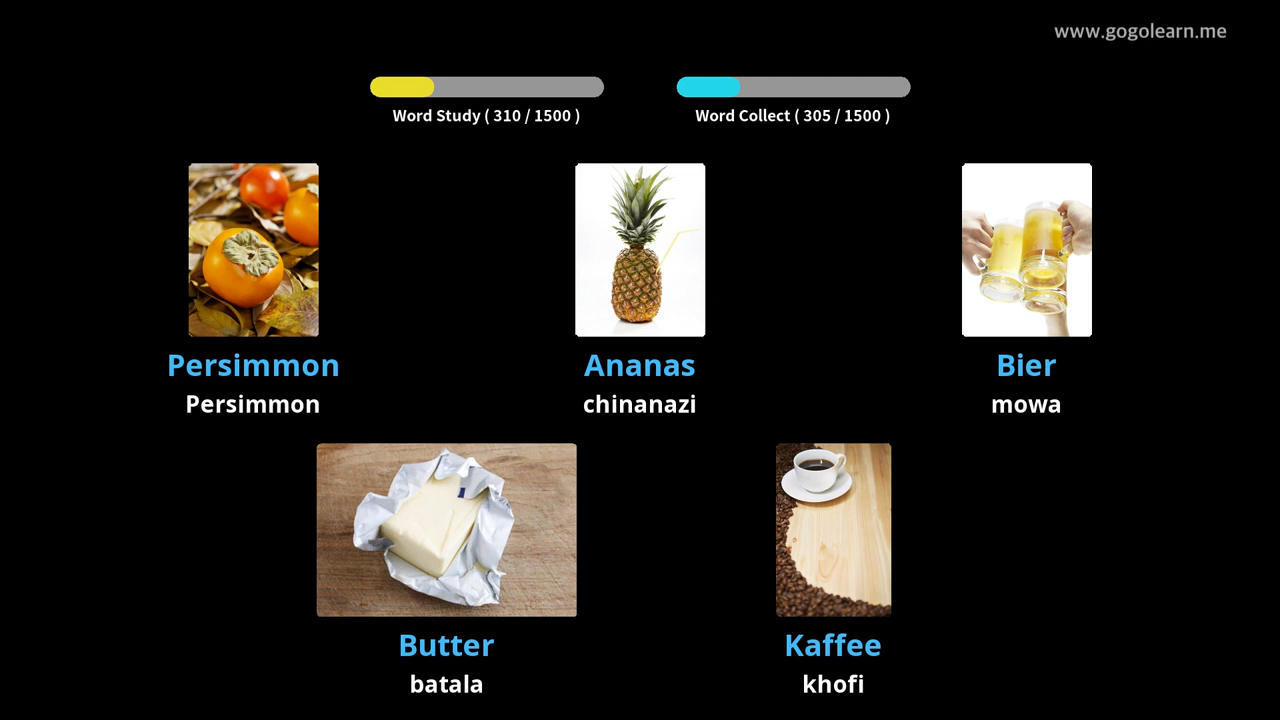 www.gogolearn.me
Word Study ( 310 / 1500 )
Word Collect ( 305 / 1500 )
Persimmon
Persimmon
Ananas
chinanazi
Bier
mowa
Butter
batala
Kaffee
khofi